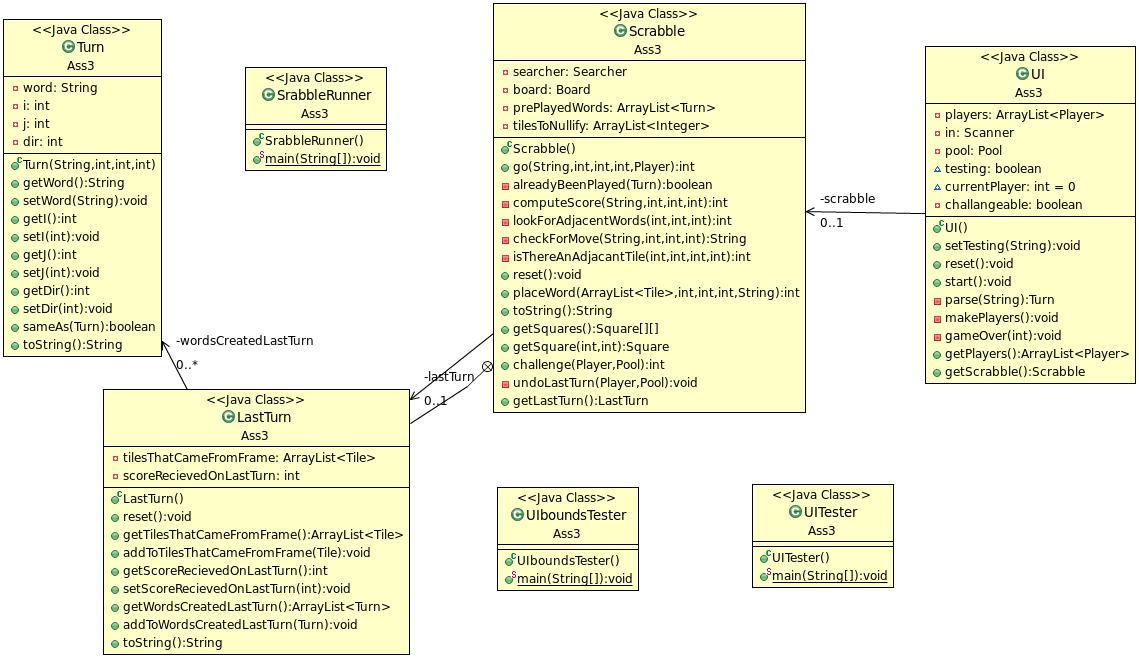 <<Java Class>>
Turn
Ass3
word: String
i: int
j: int
dir: int
Turn(String,int,int,int)
getWord():String
setWord(String):void
getI():int
setI(int):void
getJ():int
setJ(int):void
getDir():int
setDir(int):void
sameAs(Turn):boolean
toString():String
<<Java Class>>
SrabbleRunner
Ass3
SrabbleRunner()
main(String[]):void
<<Java Class>>
Scrabble
Ass3
searcher: Searcher
board: Board
prePlayedWords: ArrayList<Turn>
tilesToNullify: ArrayList<Integer>
Scrabble()
go(String,int,int,int,Player):int
alreadyBeenPlayed(Turn):boolean
computeScore(String,int,int,int):int
lookForAdjacentWords(int,int,int):int
checkForMove(String,int,int,int):String
isThereAnAdjacantTile(int,int,int,int):int
reset():void
placeWord(ArrayList<Tile>,int,int,int,String):int
toString():String
getSquares():Square[][]
getSquare(int,int):Square
challenge(Player,Pool):int
undoLastTurn(Player,Pool):void
getLastTurn():LastTurn
<<Java Class>>
UI
Ass3
players: ArrayList<Player>
in: Scanner
pool: Pool
testing: boolean
currentPlayer: int = 0
challangeable: boolean
UI()
setTesting(String):void
reset():void
start():void
parse(String):Turn
makePlayers():void
gameOver(int):void
getPlayers():ArrayList<Player>
getScrabble():Scrabble
-scrabble
0..1
-wordsCreatedLastTurn
0..*
-lastTurn
0..1
<<Java Class>>
LastTurn
Ass3
tilesThatCameFromFrame: ArrayList<Tile>
scoreRecievedOnLastTurn: int
LastTurn()
reset():void
getTilesThatCameFromFrame():ArrayList<Tile>
addToTilesThatCameFromFrame(Tile):void
getScoreRecievedOnLastTurn():int
setScoreRecievedOnLastTurn(int):void
getWordsCreatedLastTurn():ArrayList<Turn>
addToWordsCreatedLastTurn(Turn):void
toString():String
<<Java Class>>
UIboundsTester
Ass3
UIboundsTester()
main(String[]):void
<<Java Class>>
UITester
Ass3
UITester()
main(String[]):void